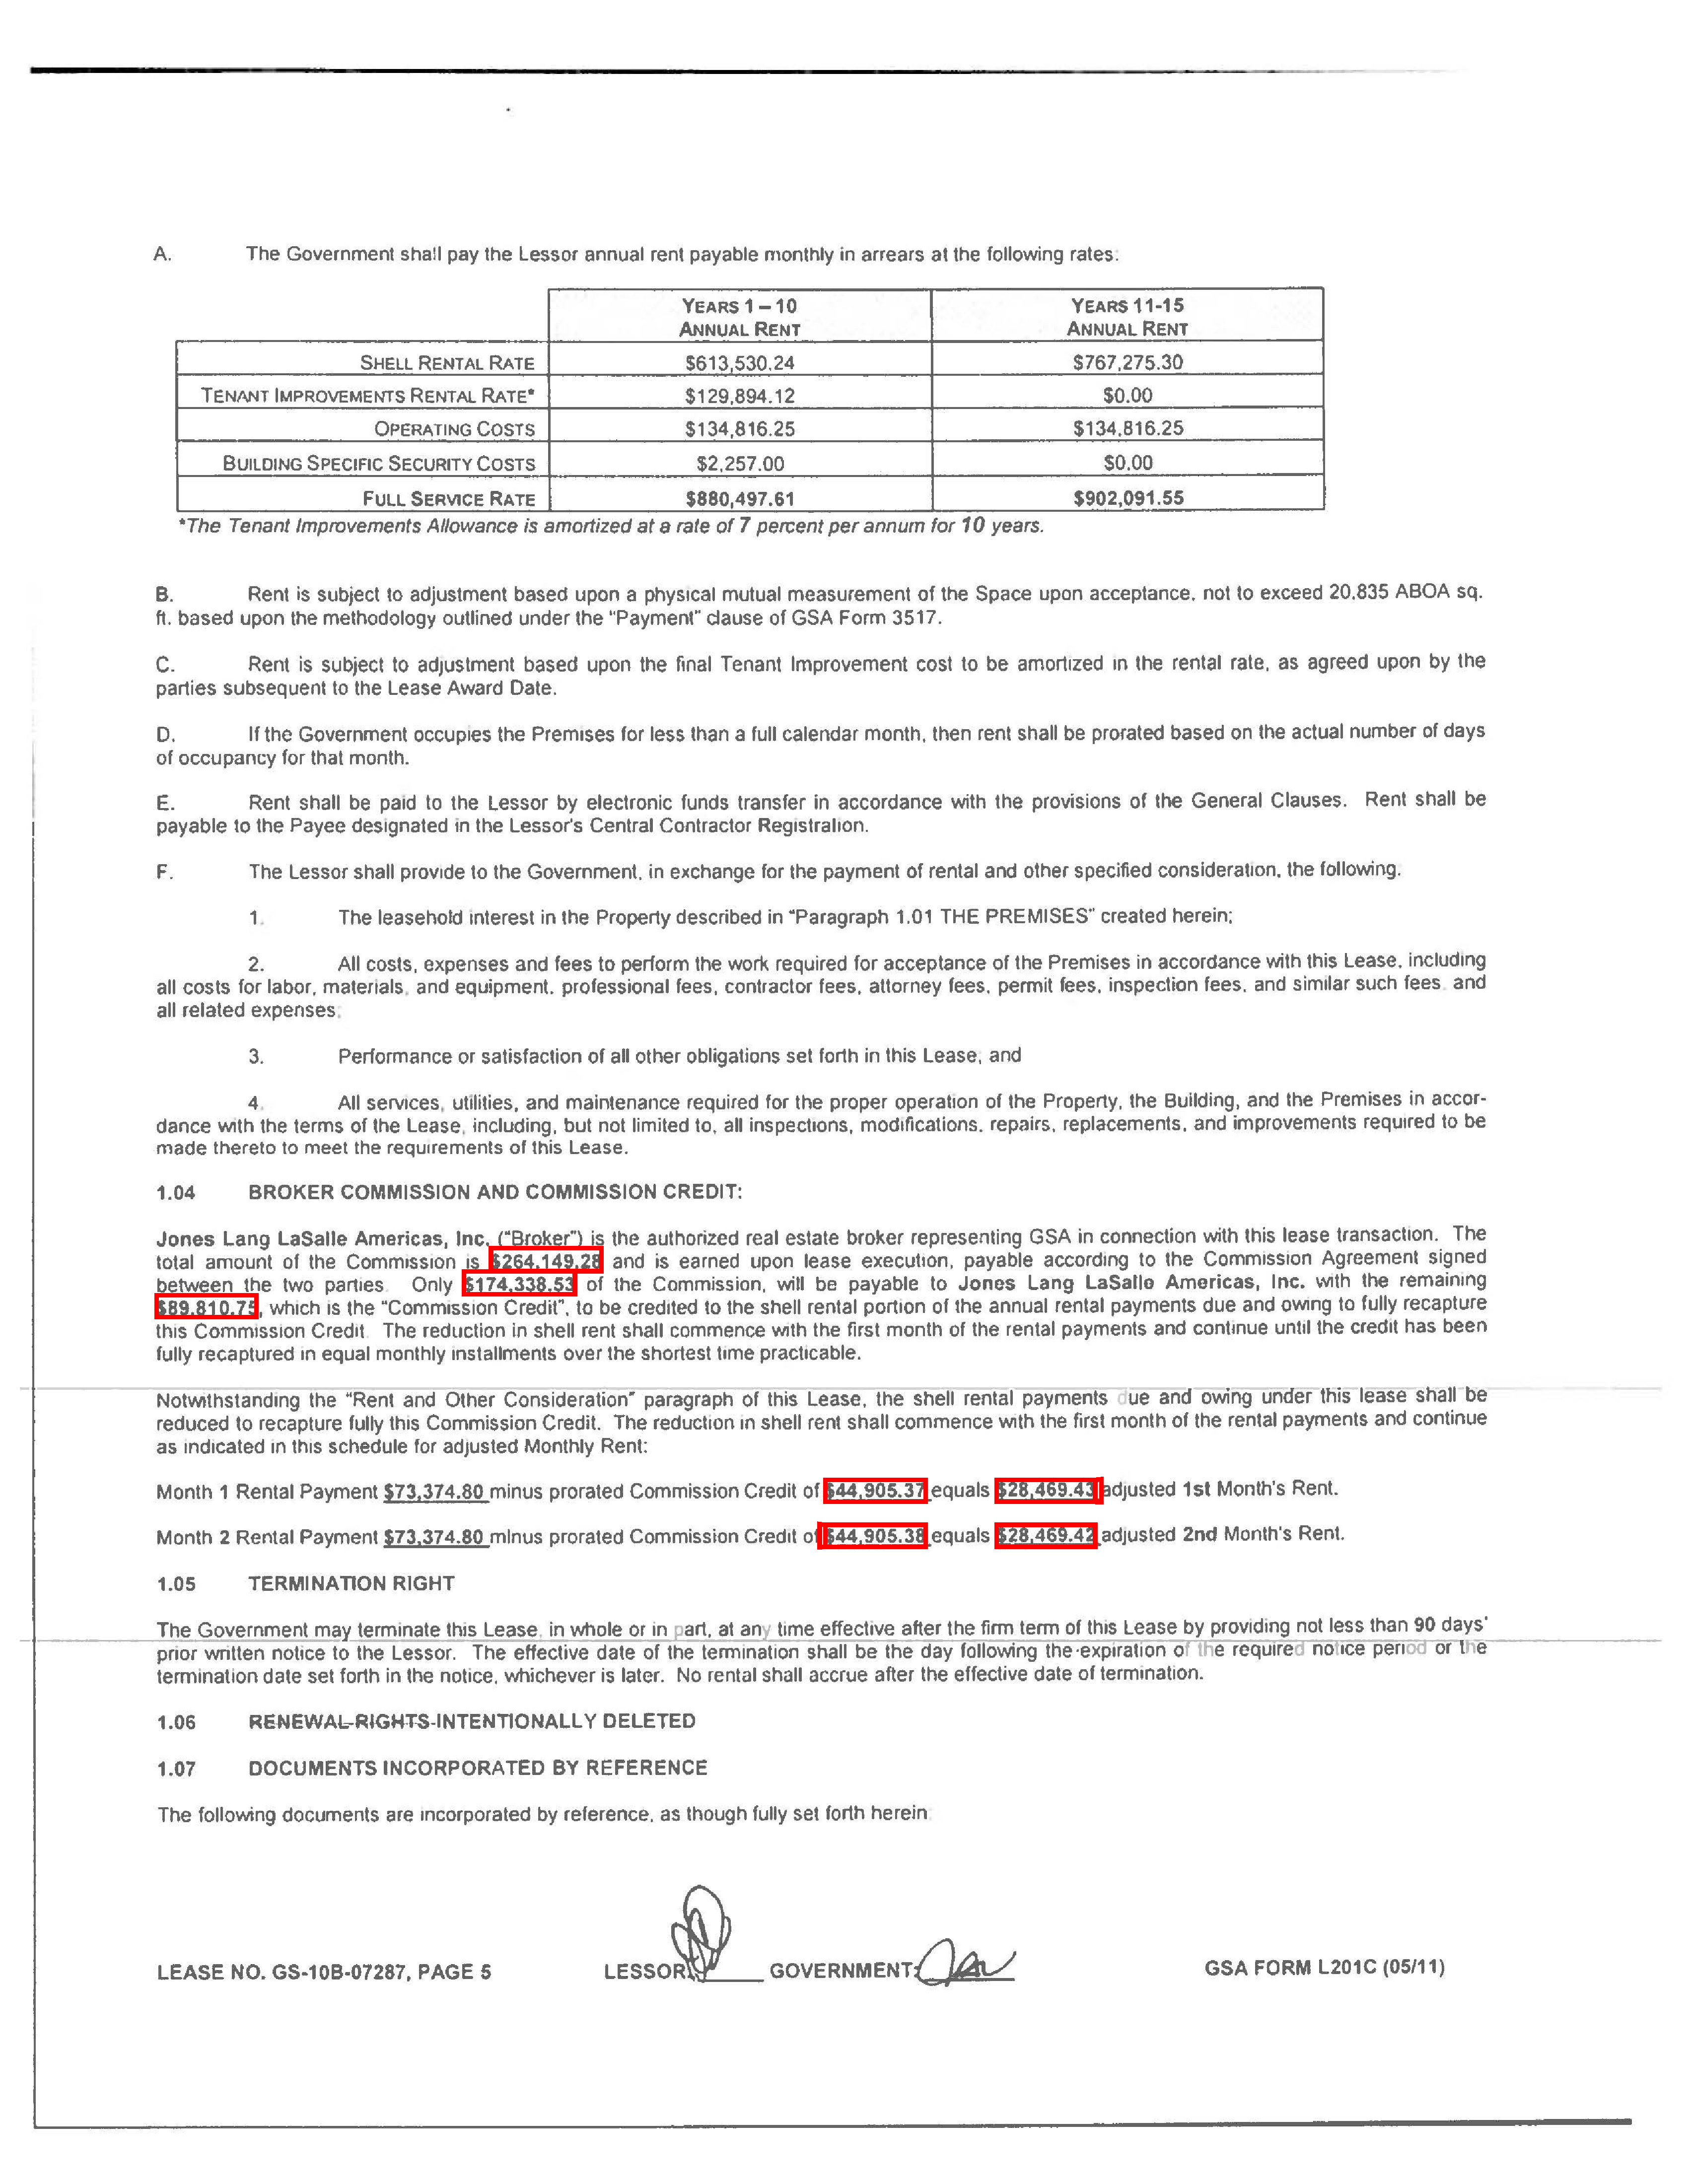 A. The Government shall pay the Lessor annual rent payable monthly in arrears at the following rates:
YEARS 1 – 10 YEARS 11-15
ANNUAL RENT ANNUAL RENT
SHELL RENTAL RATE $613,530.24 $767,275.30
TENANT IMPROVEMENTS RENTAL RATE* $129,894.12 $0.00
OPERATING COSTS $134,816.25 $134,816.25
BUILDING SPECIFIC SECURITY COSTS $2,257.00 $0.00
FULL SERVICE RATE $880,497.61 $902,091.55
*The Tenant Improvements Allowance is amortized at a rate of 7 percent per annum for 10 years.
B. Rent is subject to adjustment based upon a physical mutual measurement of the Space upon acceptance, not to exceed 20,835 ABOA sq.
ft. based upon the methodology outlined under the "Payment" clause of GSA Form 3517.
C. Rent is subject to adjustment based upon the final Tenant Improvement cost to be amortized in the rental rate, as agreed upon by the
parties subsequent to the Lease Award Date.
D. If the Government occupies the Premises for less than a full calendar month, then rent shall be prorated based on the actual number of days
of occupancy for that month.
E. Rent shall be paid to the Lessor by electronic funds transfer in accordance with the provisions of the General Clauses. Rent shall be
payable to the Payee designated in the Lessor's Central Contractor Registration.
F. The Lessor shall provide to the Government, in exchange for the payment of rental and other specified consideration, the following:
1. The leasehold interest in the Property described in "Paragraph 1.01 THE PREMISES" created herein;
2. All costs, expenses and fees to perform the work required for acceptance of the Premises in accordance with this Lease, including
all costs for labor, materials, and equipment, professional fees, contractor fees, attorney fees, permit fees, inspection fees, and similar such fees, and
all related expenses;
3. Performance or satisfaction of all other obligations set forth in this Lease; and
4. All services, utilities, and maintenance required for the proper operation of the Property, the Building, and the Premises in accor-
dance with the terms of the Lease, including, but not limited to, all inspections, modifications, repairs, replacements, and improvements required to be
made thereto to meet the requirements of this Lease.
1.04 BROKER COMMISSION AND COMMISSION CREDIT:
Jones Lang LaSalle Americas, Inc. ("Broker") is the authorized real estate broker representing GSA in connection with this lease transaction. The
total amount of the Commission is $264,149.28 and is earned upon lease execution, payable according to the Commission Agreement signed
between the two parties. Only $174,338.53 of the Commission, will be payable to Jones Lang LaSalle Americas, Inc. with the remaining
$89,810.75, which is the "Commission Credit", to be credited to the shell rental portion of the annual rental payments due and owing to fully recapture
this Commission Credit. The reduction in shell rent shall commence with the first month of the rental payments and continue until the credit has been
fully recaptured in equal monthly installments over the shortest time practicable.
Notwithstanding the "Rent and Other Consideration" paragraph of this Lease, the shell rental payments due and owing under this lease shall be
reduced to recapture fully this Commission Credit. The reduction in shell rent shall commence with the first month of the rental payments and continue
as indicated in this schedule for adjusted Monthly Rent:
Month 1 Rental Payment $73,374.80 minus prorated Commission Credit of $44,905.37 equals $28,469.43 adjusted 1st Month's Rent.
Month 2 Rental Payment $73,374.80 minus prorated Commission Credit of $44,905.38 equals $28,469.42 adjusted 2nd Month's Rent.
1.05 TERMINATION RIGHT
The Government may terminate this Lease, in whole or in part, at any time effective after the firm term of this Lease by providing not less than 90 days'
prior written notice to the Lessor. The effective date of the termination shall be the day following the expiration of the required notice period or the
termination date set forth in the notice, whichever is later. No rental shall accrue after the effective date of termination.
1.06 RENEWAL RIGHTS-INTENTIONALLY DELETED
1.07 DOCUMENTS INCORPORATED BY REFERENCE
The following documents are incorporated by reference, as though fully set forth herein:
LEASE NO. GS-10B-07287, PAGE 5 LESSOR: GOVERNMENT: GSA FORM L201C (05/11)